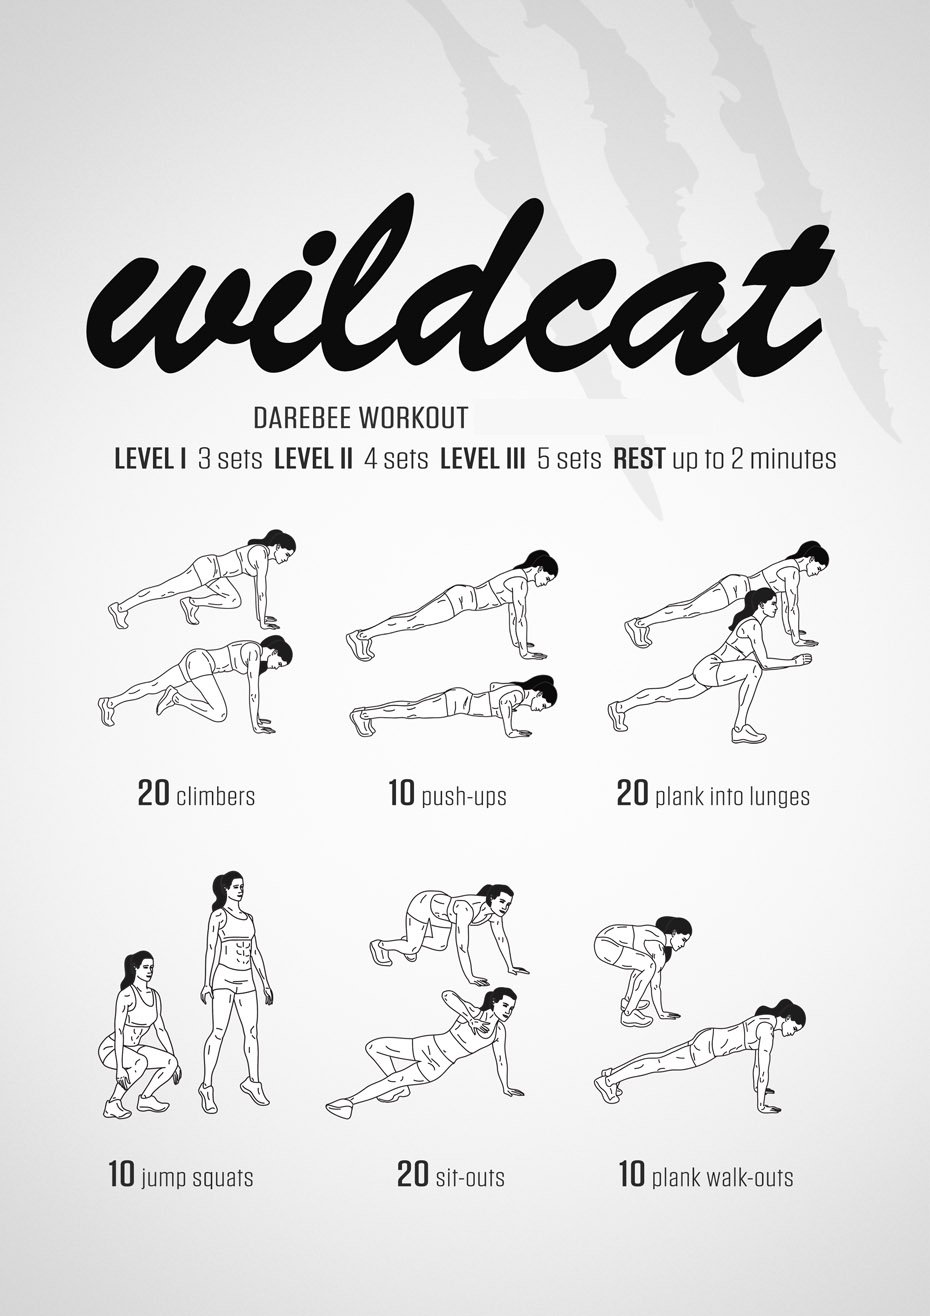 wildcat
DAREBEE WORKOUT
LEVEL I 3 sets LEVEL II 4 sets LEVEL III 5 sets REST up to 2 minutes
20 climbers
10 push-ups
20 plank into lunges
10 jump squats
20 sit-outs
10 plank walk-outs